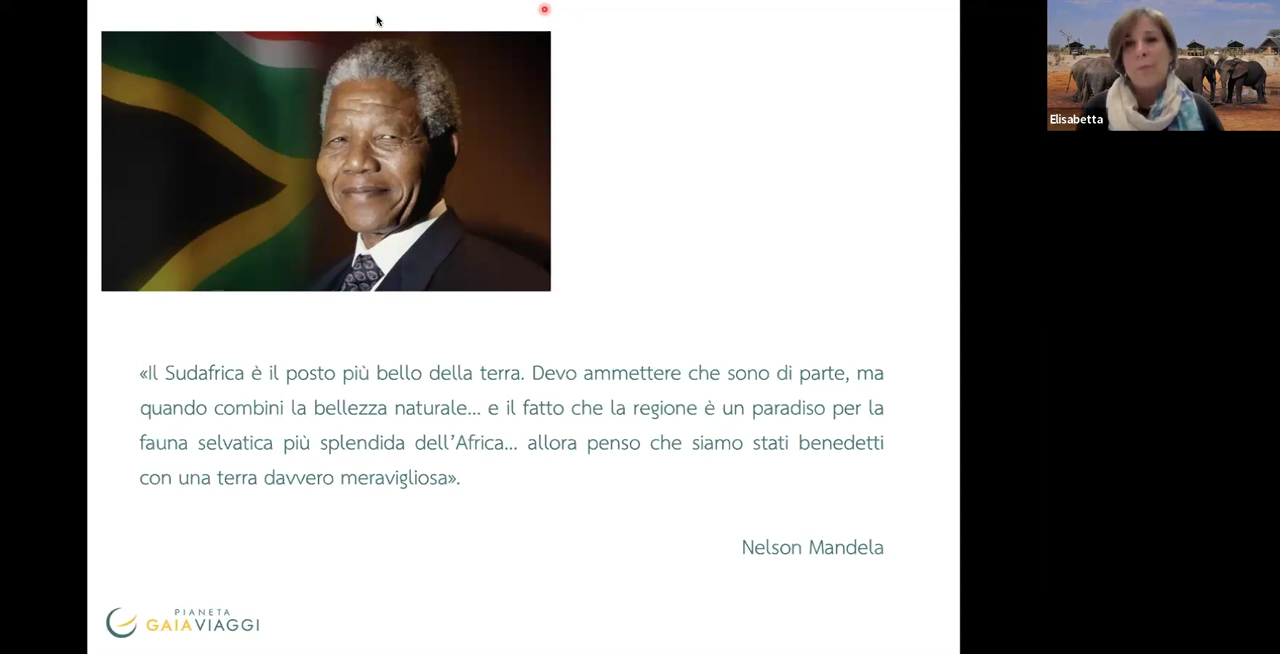 Elisabetta
«Il Sudafrica è il posto più bello della terra. Devo ammettere che sono di parte, ma
quando combini la bellezza naturale... e il fatto che la regione è un paradiso per la
fauna selvatica più splendida dell’Africa... allora penso che siamo stati benedetti
con una terra davvero meravigliosa».
Nelson Mandela
PIANETA
GAIAVIAGGI